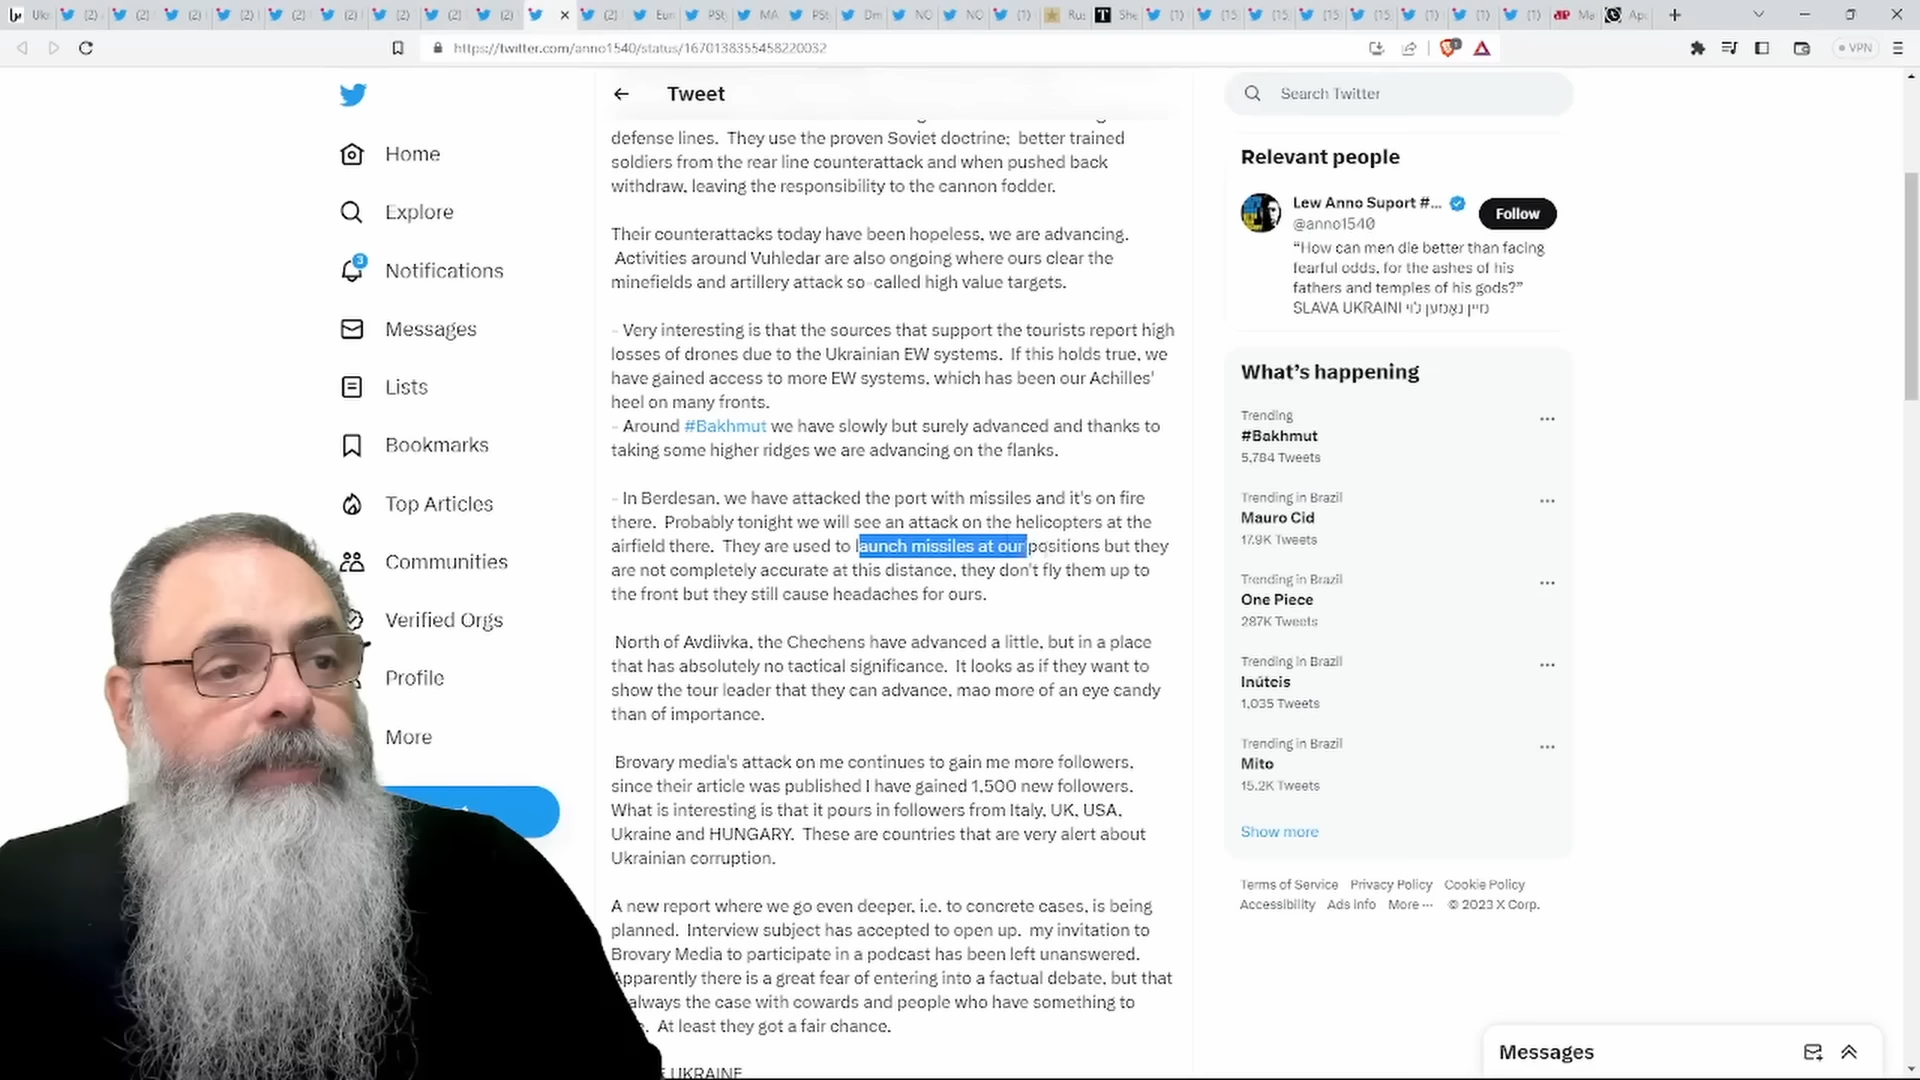 https://twitter.com/anno1540/status/1670138355458220032
VPN
Home
Explore
3
Notifications
Messages
Lists
Bookmarks
Top Articles
Communities
Verified Orgs
Profile
More
Tweet
defense lines. They use the proven Soviet doctrine; better trained
soldiers from the rear line counterattack and when pushed back
withdraw, leaving the responsibility to the cannon fodder.
Their counterattacks today have been hopeless, we are advancing.
Activities around Vuhledar are also ongoing where ours clear the
minefields and artillery attack so-called high value targets.
- Very interesting is that the sources that support the tourists report high
losses of drones due to the Ukrainian EW systems. If this holds true, we
have gained access to more EW systems, which has been our Achilles'
heel on many fronts.
- Around #Bakhmut we have slowly but surely advanced and thanks to
taking some higher ridges we are advancing on the flanks.
- In Berdesan, we have attacked the port with missiles and it's on fire
there. Probably tonight we will see an attack on the helicopters at the
airfield there. They are used to launch missiles at our positions but they
are not completely accurate at this distance, they don't fly them up to
the front but they still cause headaches for ours.
North of Avdiivka, the Chechens have advanced a little, but in a place
that has absolutely no tactical significance. It looks as if they want to
show the tour leader that they can advance, mao more of an eye candy
than of importance.
Brovary media's attack on me continues to gain me more followers,
since their article was published I have gained 1,500 new followers.
What is interesting is that it pours in followers from Italy, UK, USA,
Ukraine and HUNGARY. These are countries that are very alert about
Ukrainian corruption.
A new report where we go even deeper, i.e. to concrete cases, is being
planned. Interview subject has accepted to open up. my invitation to
Brovary Media to participate in a podcast has been left unanswered.
Apparently there is a great fear of entering into a factual debate, but that
always the case with cowards and people who have something to
At least they got a fair chance.
UKRAINE
Search Twitter
Relevant people
Lew Anno Suport #...
@anno1540
Follow
“How can men die better than facing
fearful odds, for the ashes of his
fathers and temples of his gods?”
SLAVA UKRAINI מיין נאָמען לוי
What's happening
Trending
#Bakhmut
5,784 Tweets
Trending in Brazil
Mauro Cid
17.9K Tweets
Trending in Brazil
One Piece
287K Tweets
Trending in Brazil
Inúteis
1,035 Tweets
Trending in Brazil
Mito
15.2K Tweets
Show more
Terms of Service Privacy Policy Cookie Policy
Accessibility Ads info More ... © 2023 X Corp.
Messages